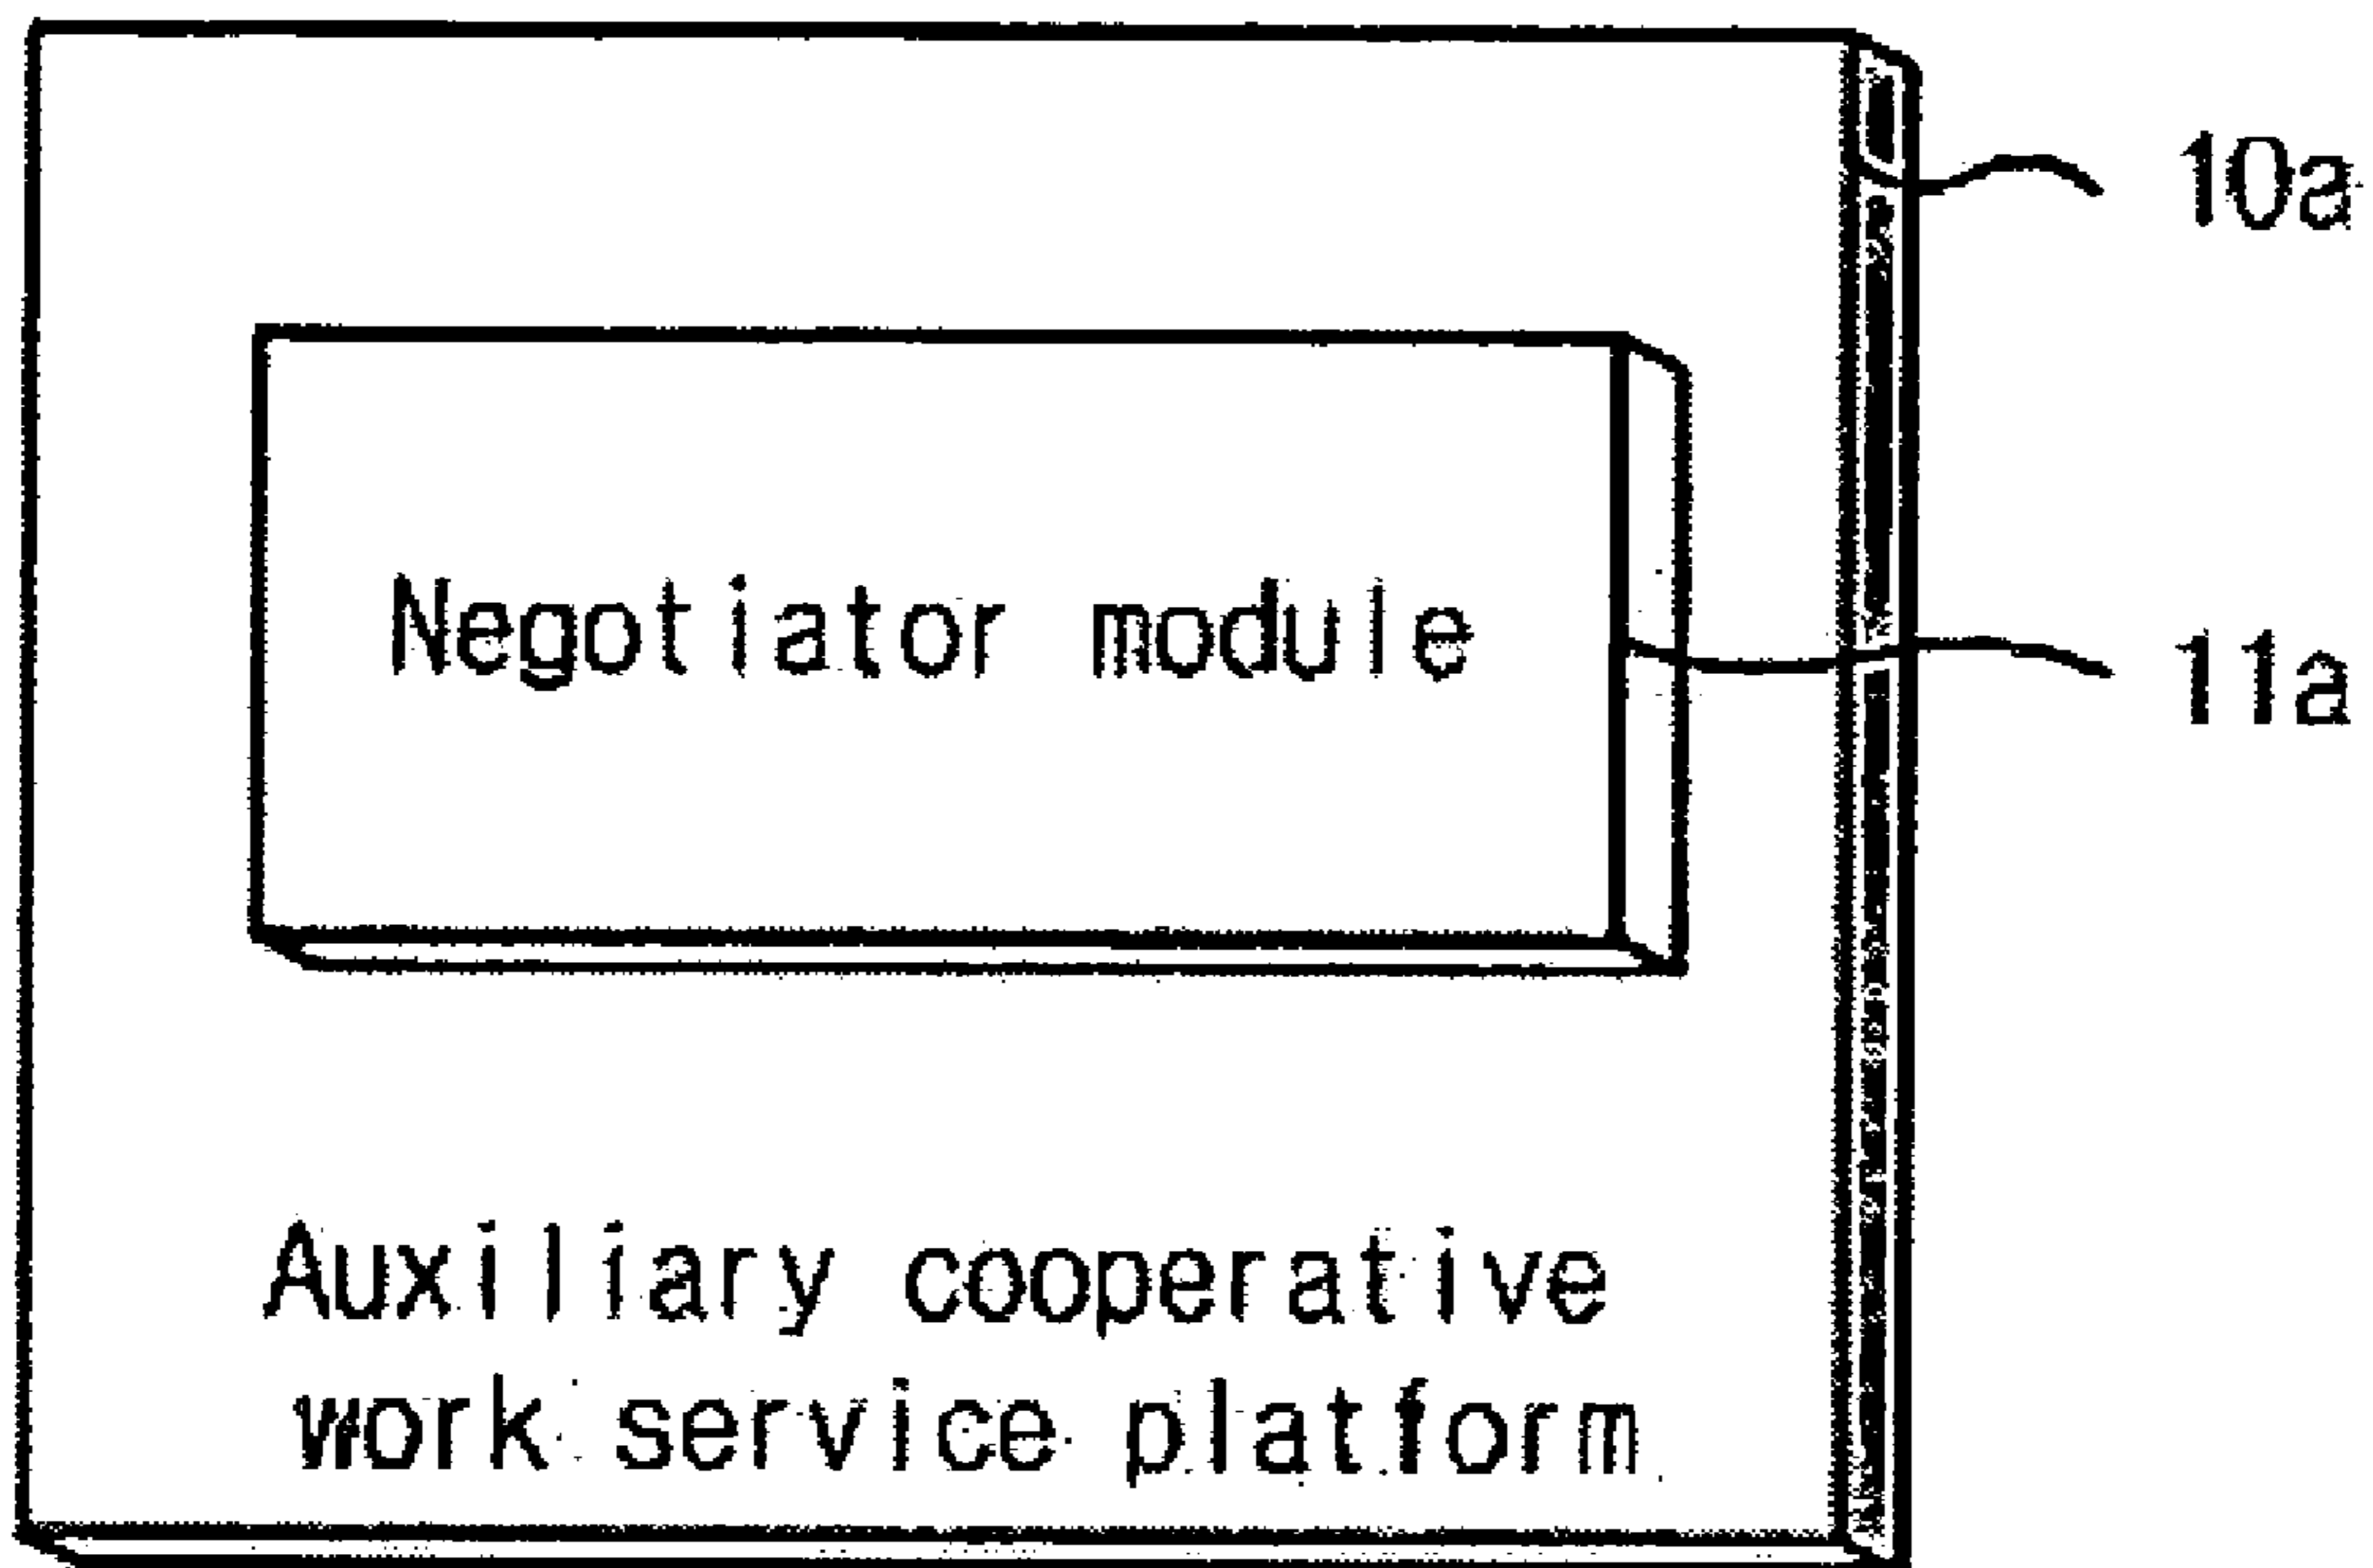 10a
Negotiator module
11a
Auxiliary cooperative
work service platform